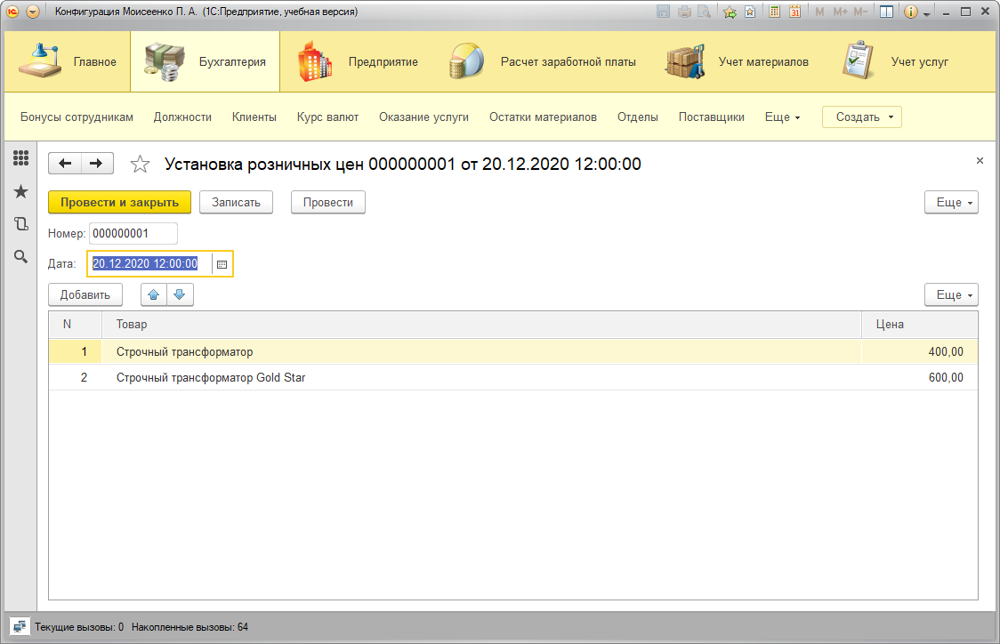 Конфигурация Моисеенко П. А. (1С:Предприятие, учебная версия)
M M+ M-
31
Главное Бухгалтерия Предприятие Расчет заработной платы Учет материалов Учет услуг
Бонусы сотрудникам Должности Клиенты Курс валют Оказание услуги Остатки материалов Отделы Поставщики Еще Создать
Установка розничных цен 000000001 от 20.12.2020 12:00:00
Провести и закрыть Записать Провести Еще
Номер: 000000001
Дата: 20.12.2020 12:00:00
Добавить Еще
N Товар Цена
1 Строчный трансформатор 400,00
2 Строчный трансформатор Gold Star 600,00
Текущие вызовы: 0 Накопленные вызовы: 64